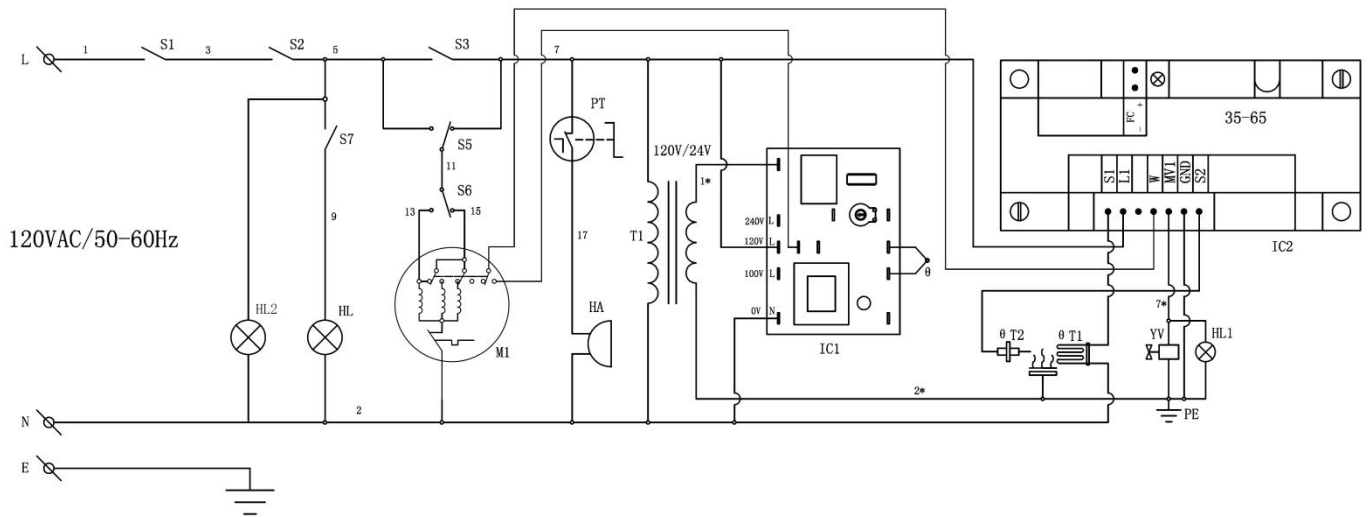 L 1 S1 3 S2 5 S3 7
PT
S7 S5
11
S6
13 15
9
17
120VAC/50-60Hz
HL2 HL
M1
HA
120V/24V
T1
1*
240V L
120V L
100V L
0V N
θ
IC1
35-65
FC + -
S1 L1 W MV1 GND S2
IC2
7*
θ T2 θ T1 YV HL1
2*
PE
N 2
E